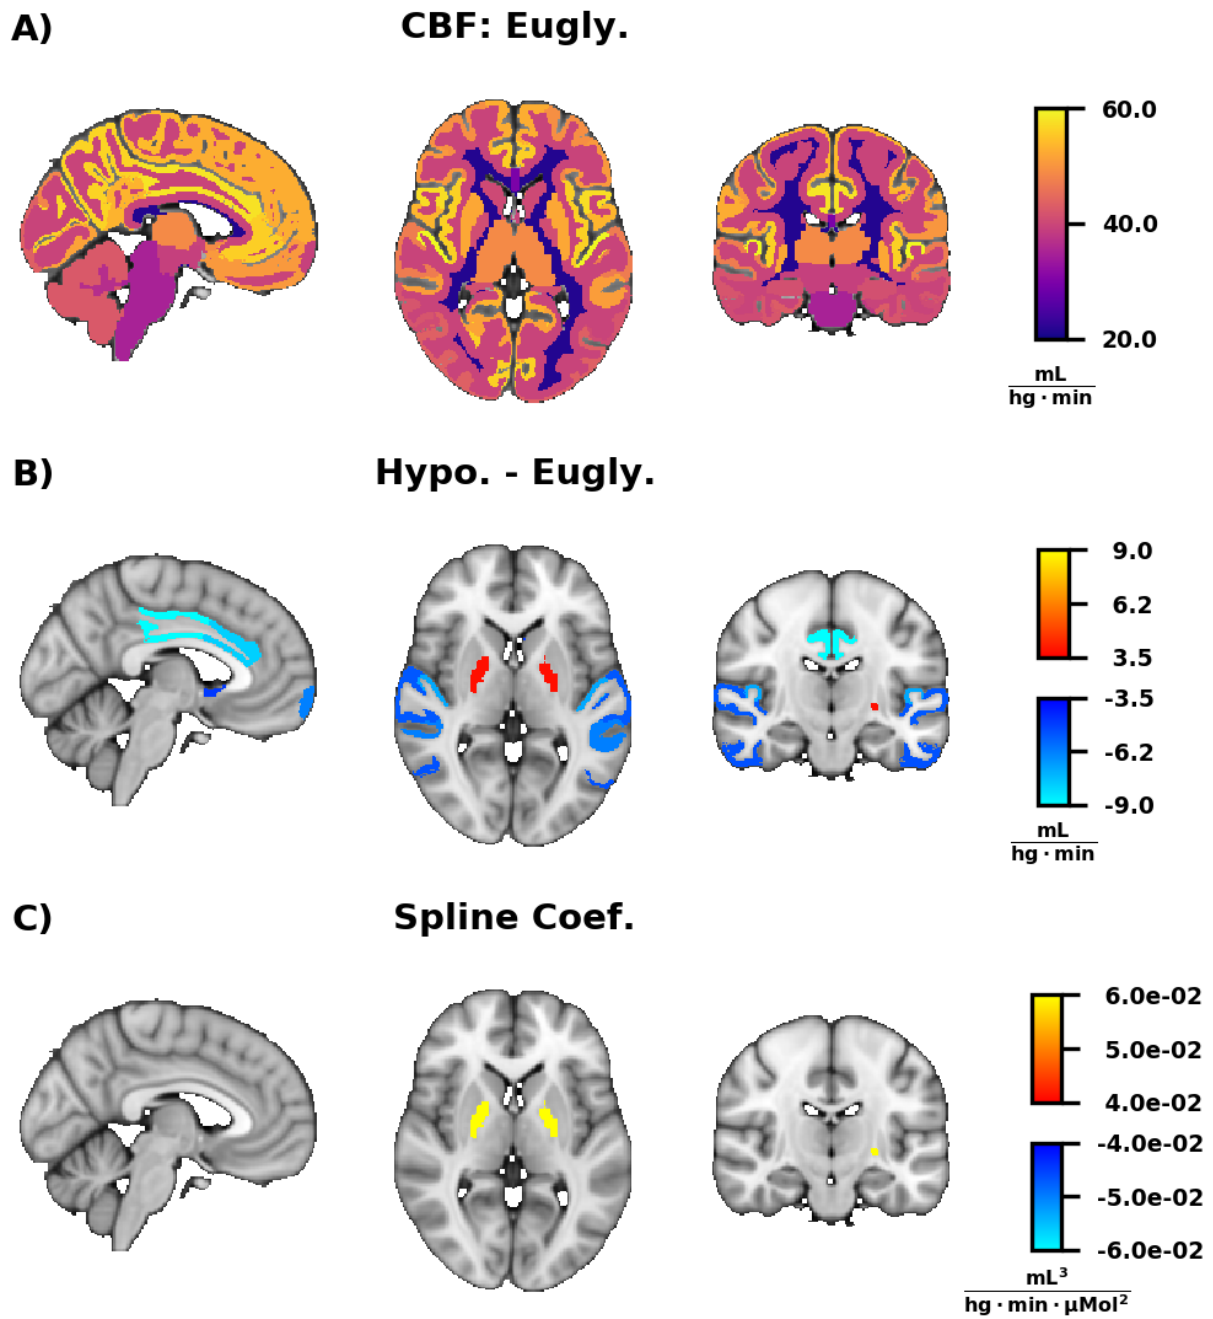 A)
CBF: Eugly.
60.0
40.0
20.0
mL
hg · min
B)
Hypo. - Eugly.
9.0
6.2
3.5
-3.5
-6.2
-9.0
mL
hg · min
C)
Spline Coef.
6.0e-02
5.0e-02
4.0e-02
-4.0e-02
-5.0e-02
-6.0e-02
mL³
hg · min · μMol²